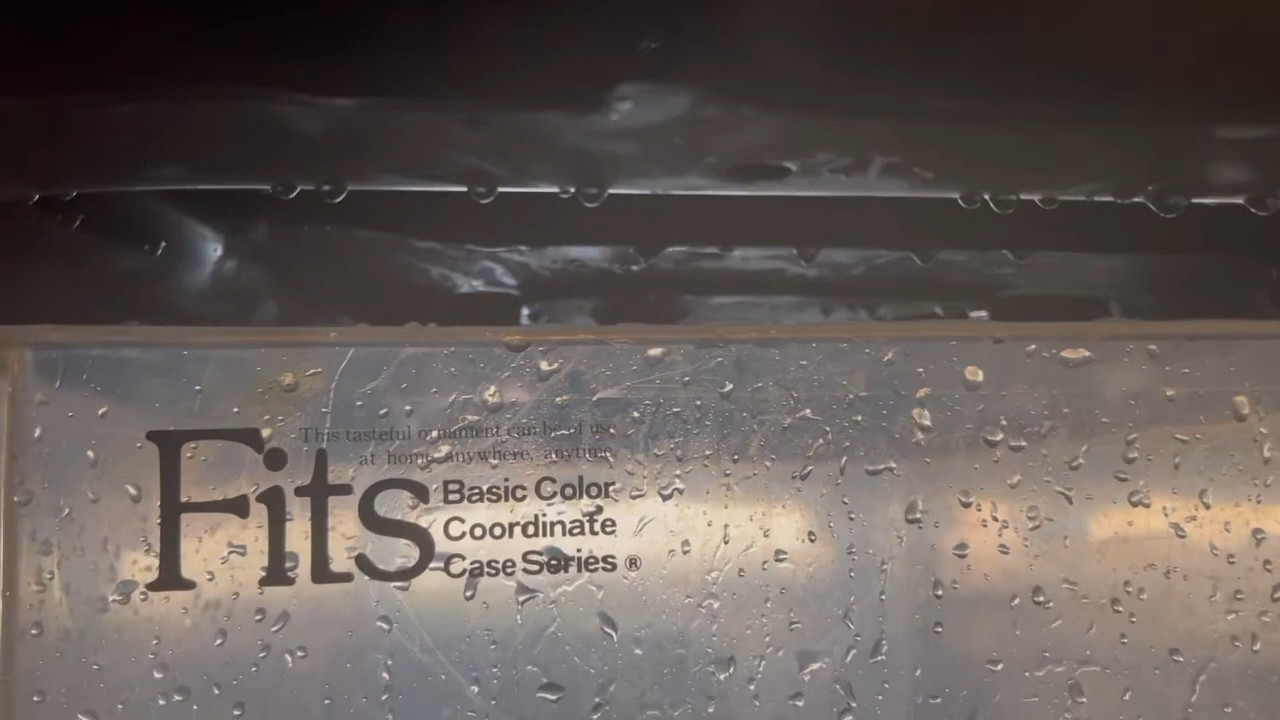 Fits
This tasteful ornament can be of use
at home, anywhere, anytime.
Basic Color
Coordinate
Case Series ®